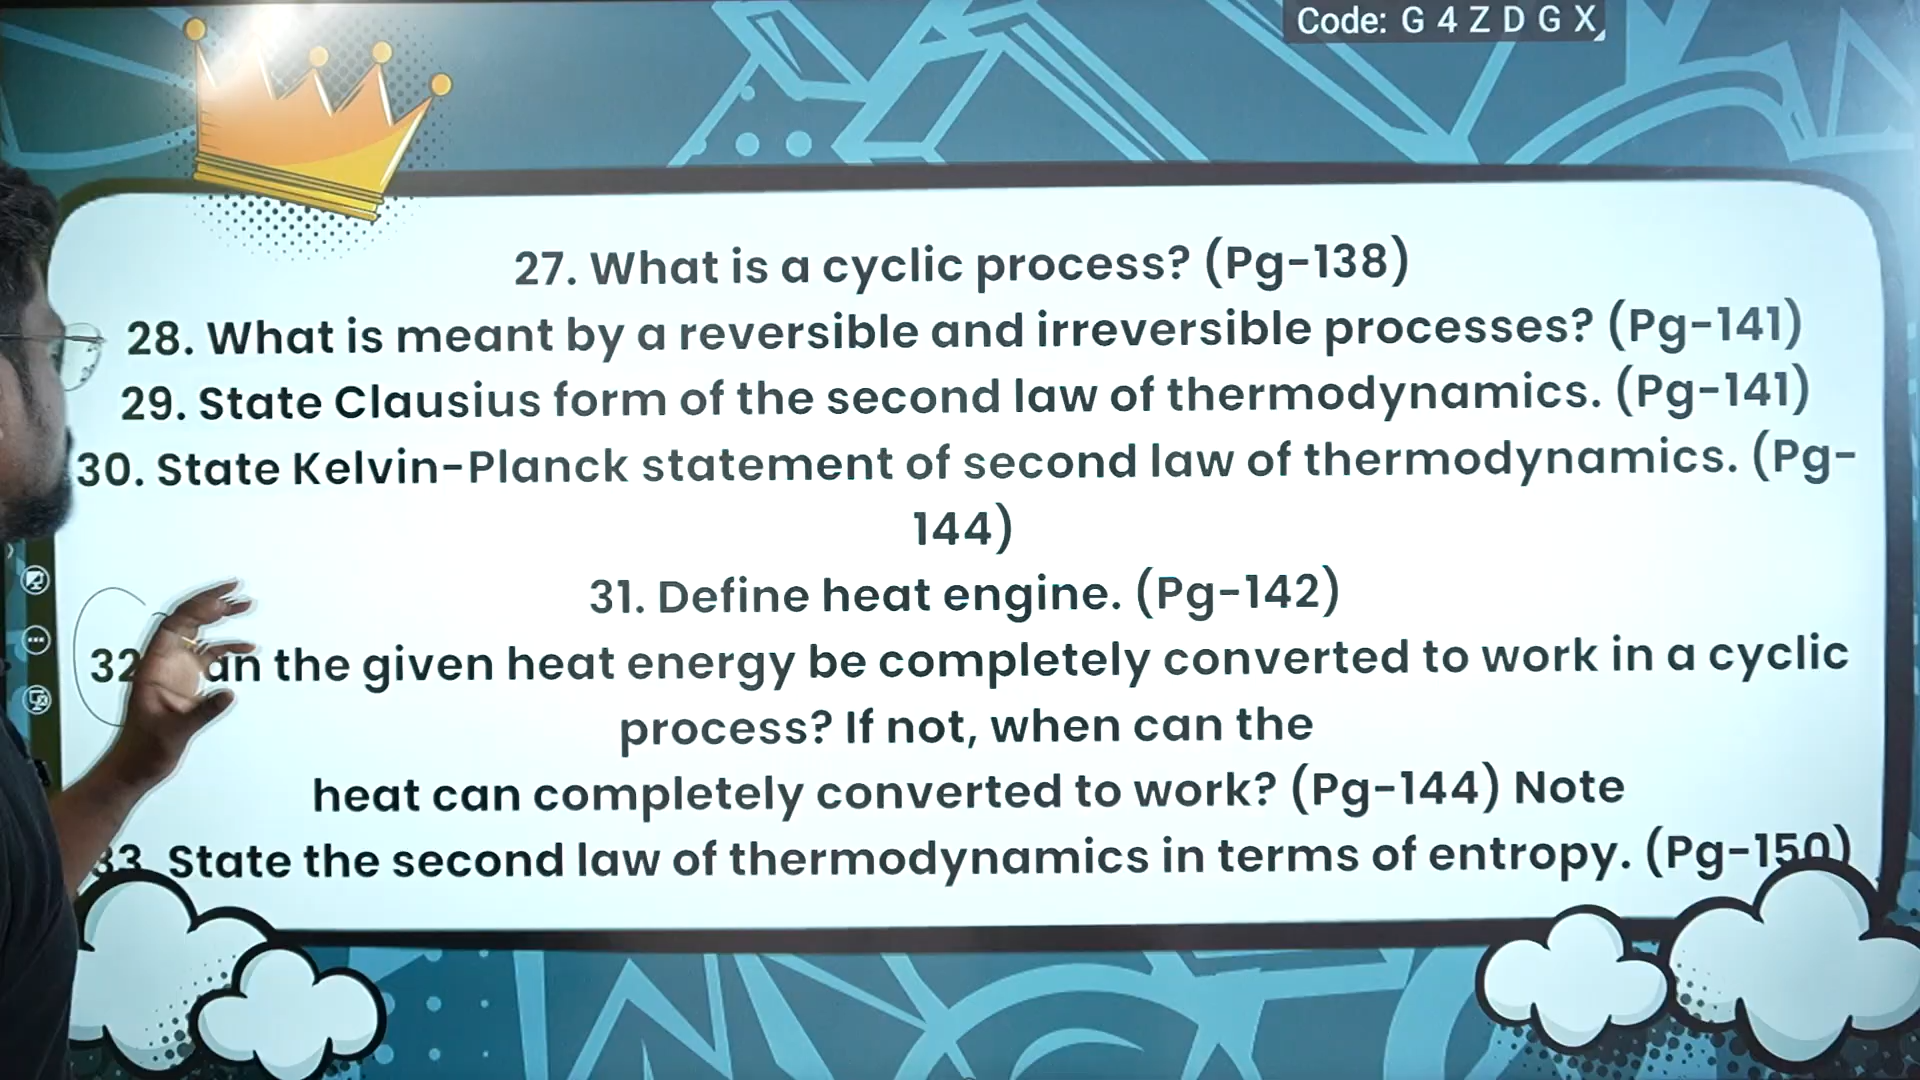 Code: G 4 Z D G X
27. What is a cyclic process? (Pg-138)
28. What is meant by a reversible and irreversible processes? (Pg-141)
29. State Clausius form of the second law of thermodynamics. (Pg-141)
30. State Kelvin-Planck statement of second law of thermodynamics. (Pg-
144)
31. Define heat engine. (Pg-142)
32 an the given heat energy be completely converted to work in a cyclic
process? If not, when can the
heat can completely converted to work? (Pg-144) Note
33. State the second law of thermodynamics in terms of entropy. (Pg-150)